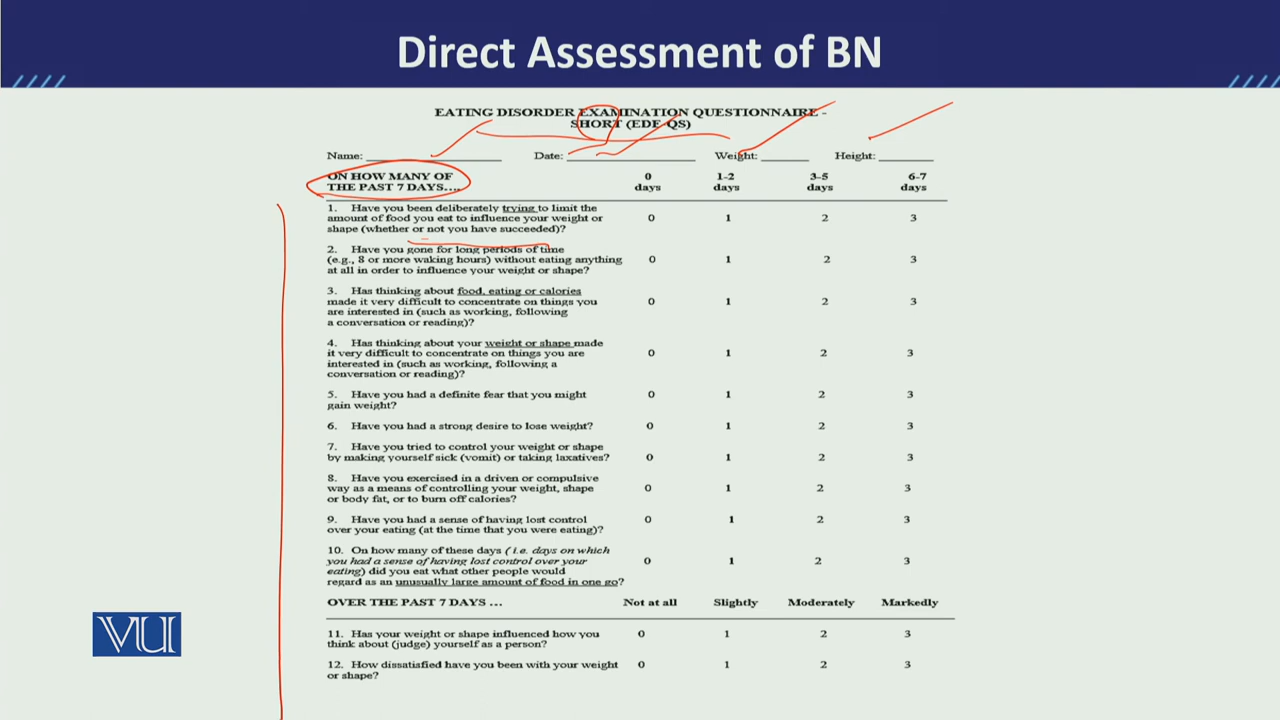 Direct Assessment of BN
EATING DISORDER EXAMINATION QUESTIONNAIRE -
SHORT (EDE-QS)
Name: ____________ Date: ____________ Weight: ______ Height: ______
ON HOW MANY OF 0 1-2 3-5 6-7
THE PAST 7 DAYS.... days days days days
1. Have you been deliberately trying to limit the
amount of food you eat to influence your weight or 0 1 2 3
shape (whether or not you have succeeded)?
2. Have you gone for long periods of time
(e.g., 8 or more waking hours) without eating anything 0 1 2 3
at all in order to influence your weight or shape?
3. Has thinking about food, eating or calories
made it very difficult to concentrate on things you 0 1 2 3
are interested in (such as working, following
a conversation or reading)?
4. Has thinking about your weight or shape made
it very difficult to concentrate on things you are 0 1 2 3
interested in (such as working, following a
conversation or reading)?
5. Have you had a definite fear that you might 0 1 2 3
gain weight?
6. Have you had a strong desire to lose weight? 0 1 2 3
7. Have you tried to control your weight or shape
by making yourself sick (vomit) or taking laxatives? 0 1 2 3
8. Have you exercised in a driven or compulsive
way as a means of controlling your weight, shape 0 1 2 3
or body fat, or to burn off calories?
9. Have you had a sense of having lost control 0 1 2 3
over your eating (at the time that you were eating)?
10. On how many of these days ( i.e. days on which
you had a sense of having lost control over your 0 1 2 3
eating) did you eat what other people would
regard as an unusually large amount of food in one go?
OVER THE PAST 7 DAYS ... Not at all Slightly Moderately Markedly
11. Has your weight or shape influenced how you 0 1 2 3
think about (judge) yourself as a person?
12. How dissatisfied have you been with your weight 0 1 2 3
or shape?
VU